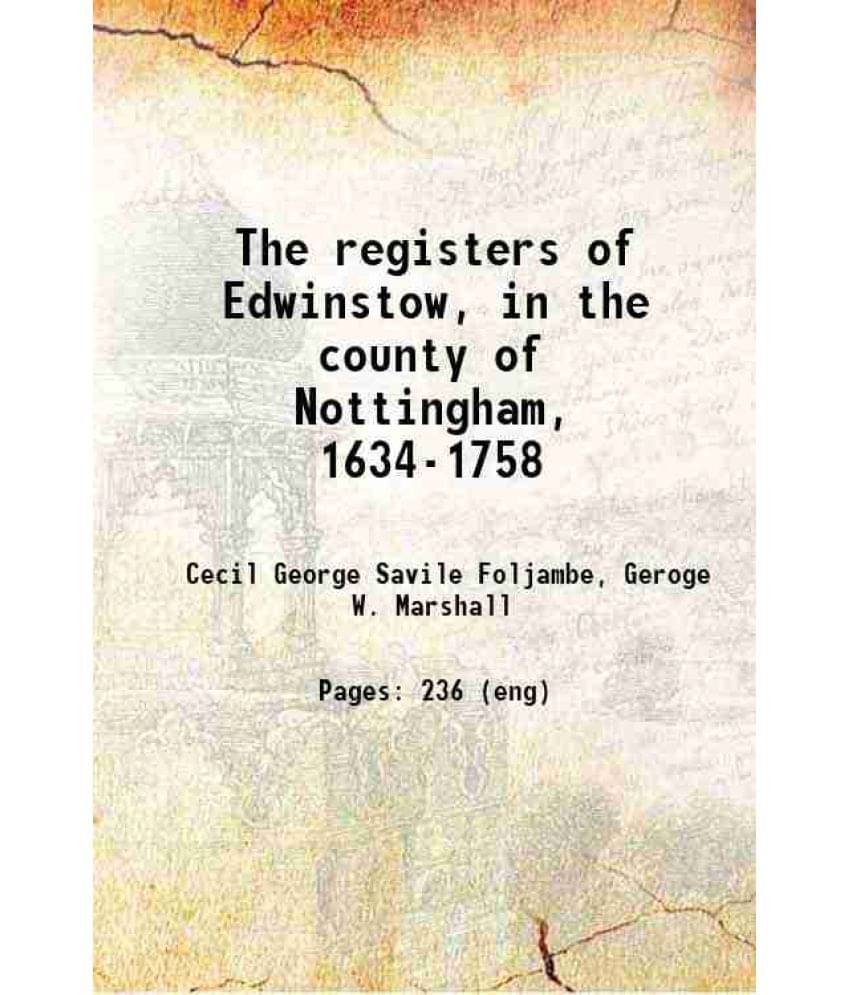 The registers of
Edwinstow, in the
county of
Nottingham,
1634-1758
Cecil George Savile Foljambe, Geroge
W. Marshall
Pages: 236 (eng)